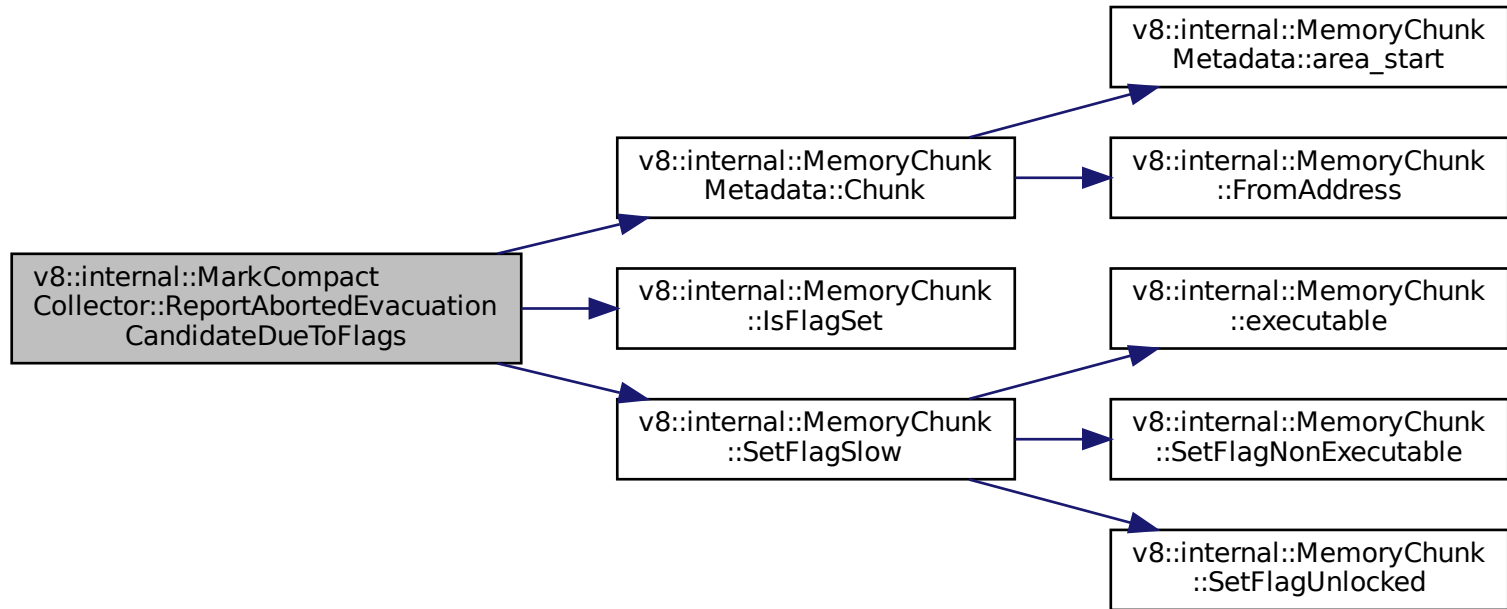 v8::internal::MarkCompact
Collector::ReportAbortedEvacuation
CandidateDueToFlags
v8::internal::MemoryChunk
Metadata::Chunk
v8::internal::MemoryChunk
::IsFlagSet
v8::internal::MemoryChunk
::SetFlagSlow
v8::internal::MemoryChunk
Metadata::area_start
v8::internal::MemoryChunk
::FromAddress
v8::internal::MemoryChunk
::executable
v8::internal::MemoryChunk
::SetFlagNonExecutable
v8::internal::MemoryChunk
::SetFlagUnlocked